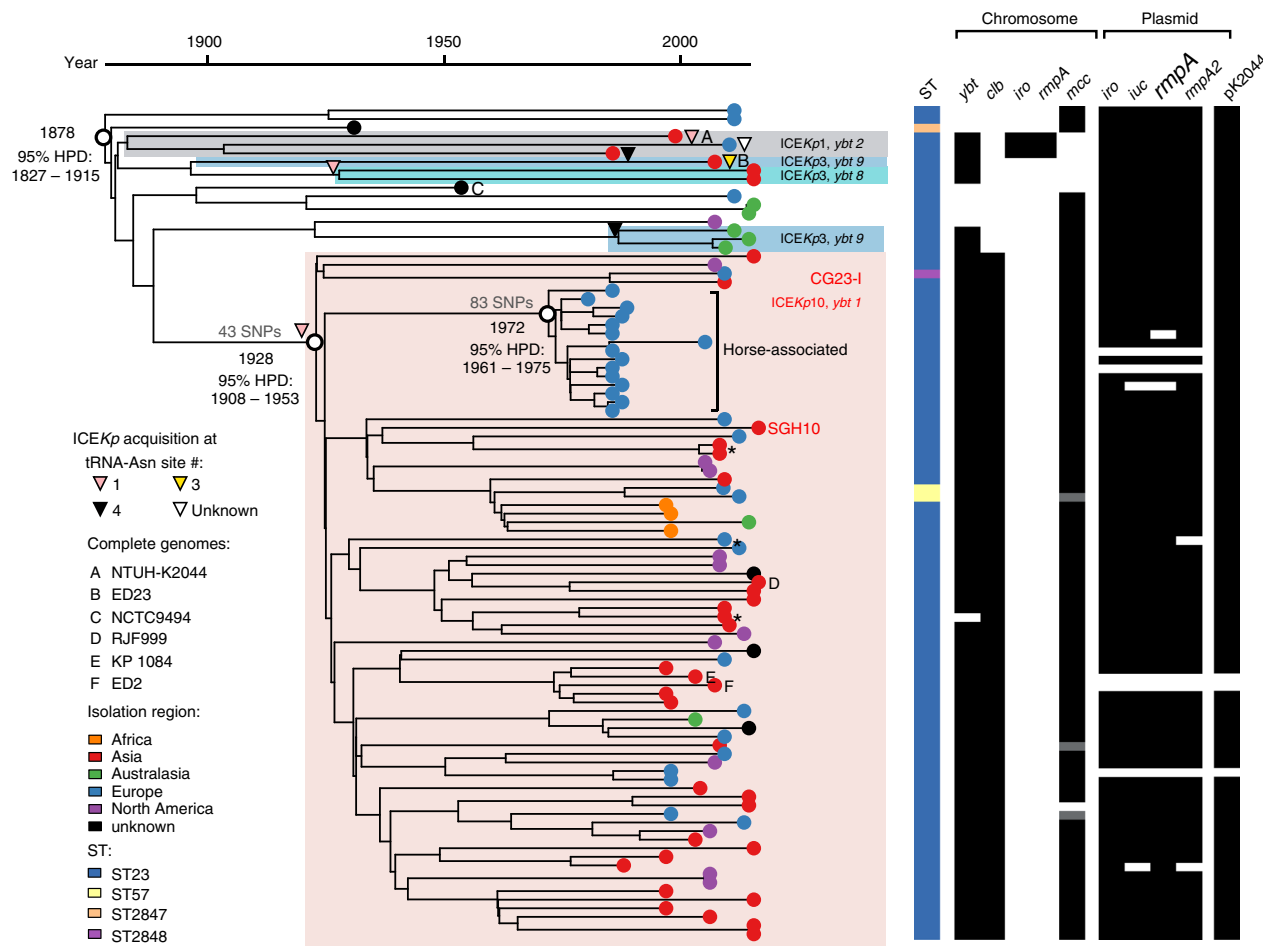 Chromosome
Plasmid
1900
1950
2000
Year
ST
ybt
clb
iro
rmpA
mcc
iro
iuc
rmpA
rmpA2
pK2044
1878
95% HPD:
1827 – 1915
A
ICEKp1, ybt 2
B
ICEKp3, ybt 9
ICEKp3, ybt 8
C
ICEKp3, ybt 9
CG23-I
83 SNPs
ICEKp10, ybt 1
43 SNPs
1972
1928
95% HPD:
1961 – 1975
Horse-associated
95% HPD:
1908 – 1953
SGH10
*
*
D
*
E
F
ICEKp acquisition at
tRNA-Asn site #:
1
3
4
Unknown
Complete genomes:
A NTUH-K2044
B ED23
C NCTC9494
D RJF999
E KP 1084
F ED2
Isolation region:
Africa
Asia
Australasia
Europe
North America
unknown
ST:
ST23
ST57
ST2847
ST2848